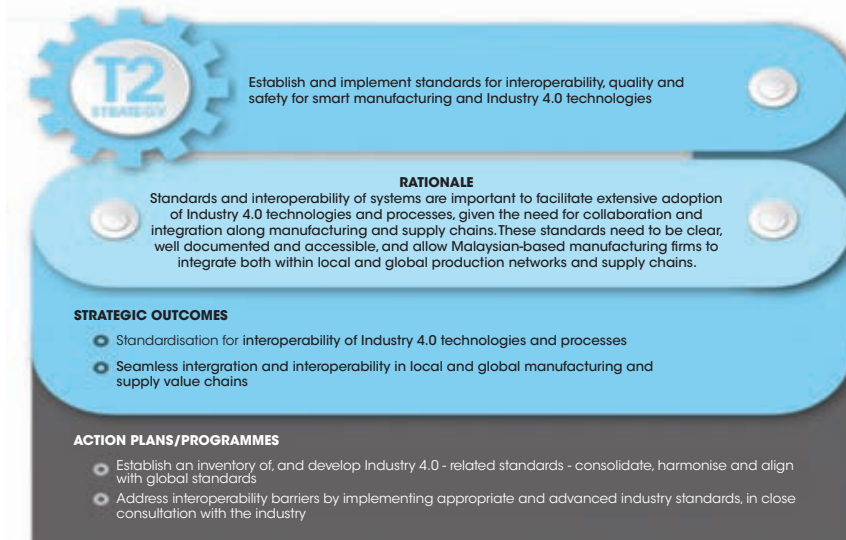 T2
STRATEGY
Establish and implement standards for interoperability, quality and
safety for smart manufacturing and Industry 4.0 technologies
RATIONALE
Standards and interoperability of systems are important to facilitate extensive adoption
of Industry 4.0 technologies and processes, given the need for collaboration and
integration along manufacturing and supply chains. These standards need to be clear,
well documented and accessible, and allow Malaysian-based manufacturing firms to
integrate both within local and global production networks and supply chains.
STRATEGIC OUTCOMES
Standardisation for interoperability of Industry 4.0 technologies and processes
Seamless intergration and interoperability in local and global manufacturing and
supply value chains
ACTION PLANS/PROGRAMMES
Establish an inventory of, and develop Industry 4.0 - related standards - consolidate, harmonise and align
with global standards
Address interoperability barriers by implementing appropriate and advanced industry standards, in close
consultation with the industry